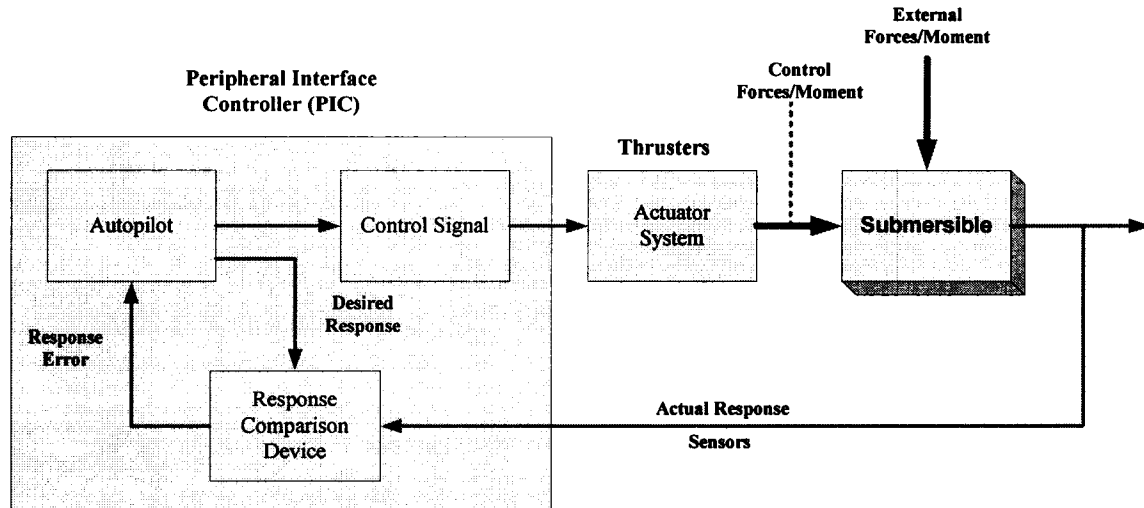 External
Forces/Moment
Peripheral Interface
Controller (PIC)
Control
Forces/Moment
Thrusters
Autopilot
Control Signal
Actuator
System
Submersible
Desired
Response
Response
Error
Response
Comparison
Device
Actual Response
Sensors